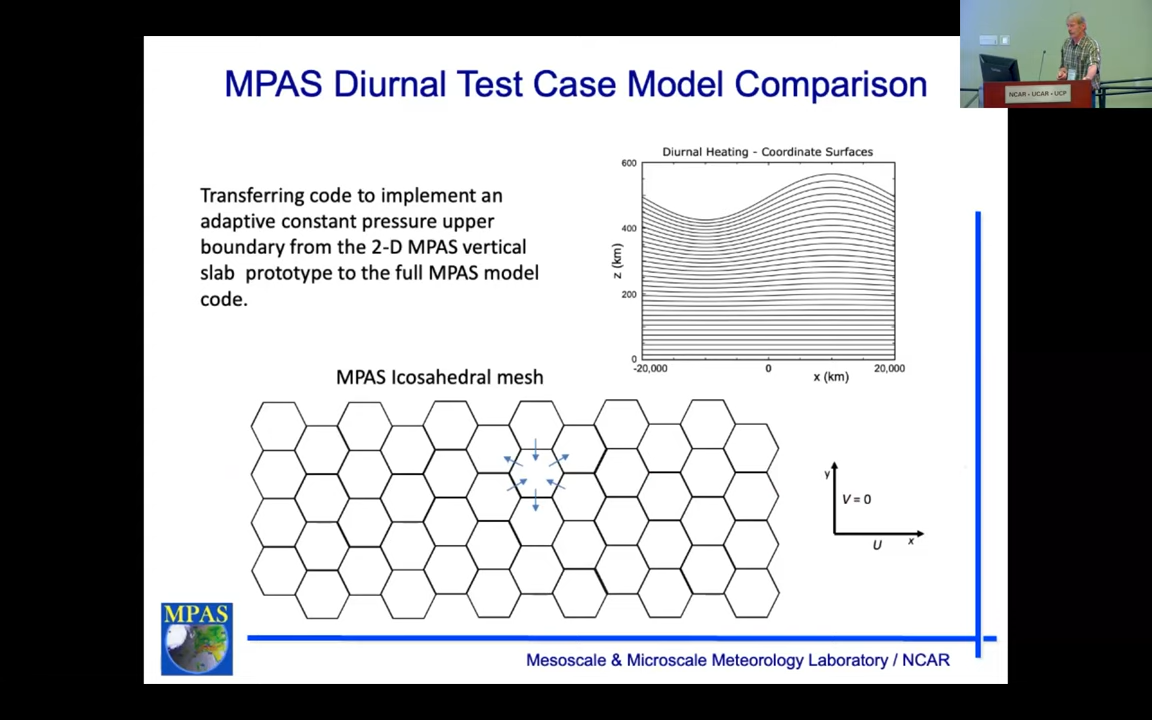 MPAS Diurnal Test Case Model Comparison
NCAR • UCAR • UCP
Transferring code to implement an
adaptive constant pressure upper
boundary from the 2-D MPAS vertical
slab prototype to the full MPAS model
code.
Diurnal Heating - Coordinate Surfaces
600
400
z (km)
200
0
-20,000
0
20,000
x (km)
MPAS Icosahedral mesh
y
V = 0
U
x
MPAS
Mesoscale & Microscale Meteorology Laboratory / NCAR